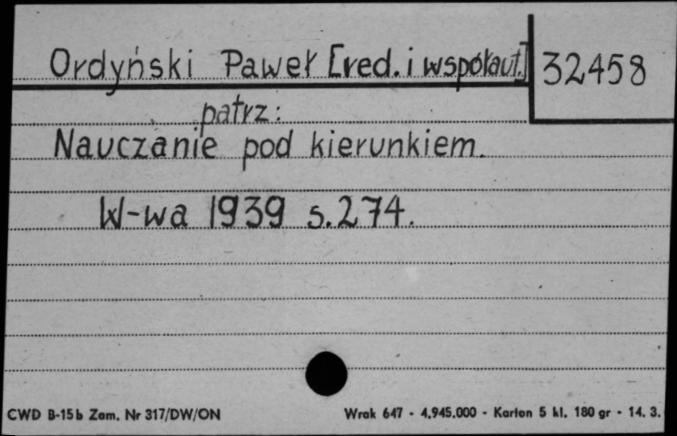 Ordyński Paweł [red. i współaut.] 32458
patrz:
Nauczanie pod kierunkiem.
W-wa 1939 s.274.
CWD B-15b Zam. Nr 317/DW/ON Wrak 647 - 4.945.000 - Karton 5 kl. 180 gr - 14. 3.